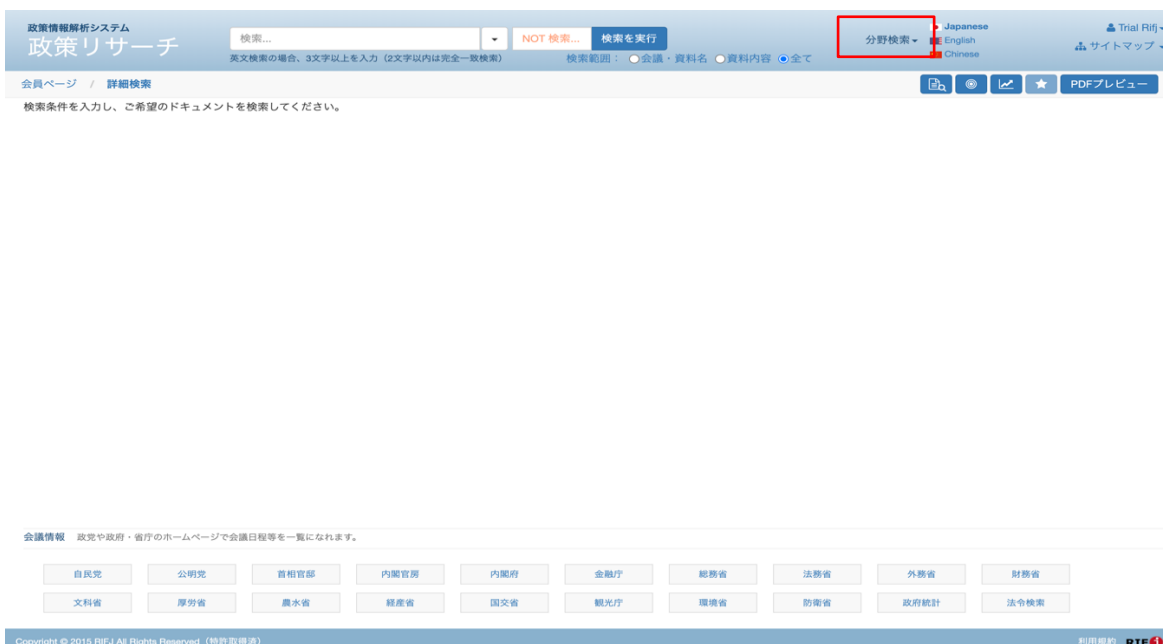 政策情報解析システム
政策リサーチ
検索...
NOT 検索...
検索を実行
英文検索の場合、3文字以上を入力（2文字以内は完全一致検索）
検索範囲： 会議・資料名 資料内容 全て
分野検索
Japanese
English
Chinese
Trial Rifj
サイトマップ
会員ページ / 詳細検索
PDFプレビュー
検索条件を入力し、ご希望のドキュメントを検索してください。
会議情報 政党や政府・省庁のホームページで会議日程等を一覧になれます。
自民党 公明党 首相官邸 内閣官房 内閣府 金融庁 総務省 法務省 外務省 財務省
文科省 厚労省 農水省 経産省 国交省 観光庁 環境省 防衛省 政府統計 法令検索
Copyright © 2015 RIFJ All Rights Reserved（特許取得済）
利用規約